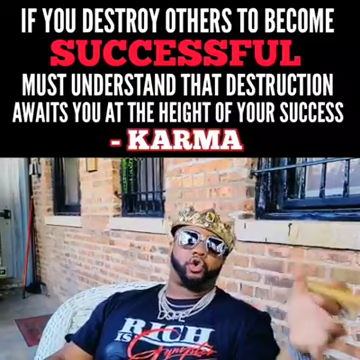 IF YOU DESTROY OTHERS TO BECOME
SUCCESSFUL
MUST UNDERSTAND THAT DESTRUCTION
AWAITS YOU AT THE HEIGHT OF YOUR SUCCESS
- KARMA
RICH
IS